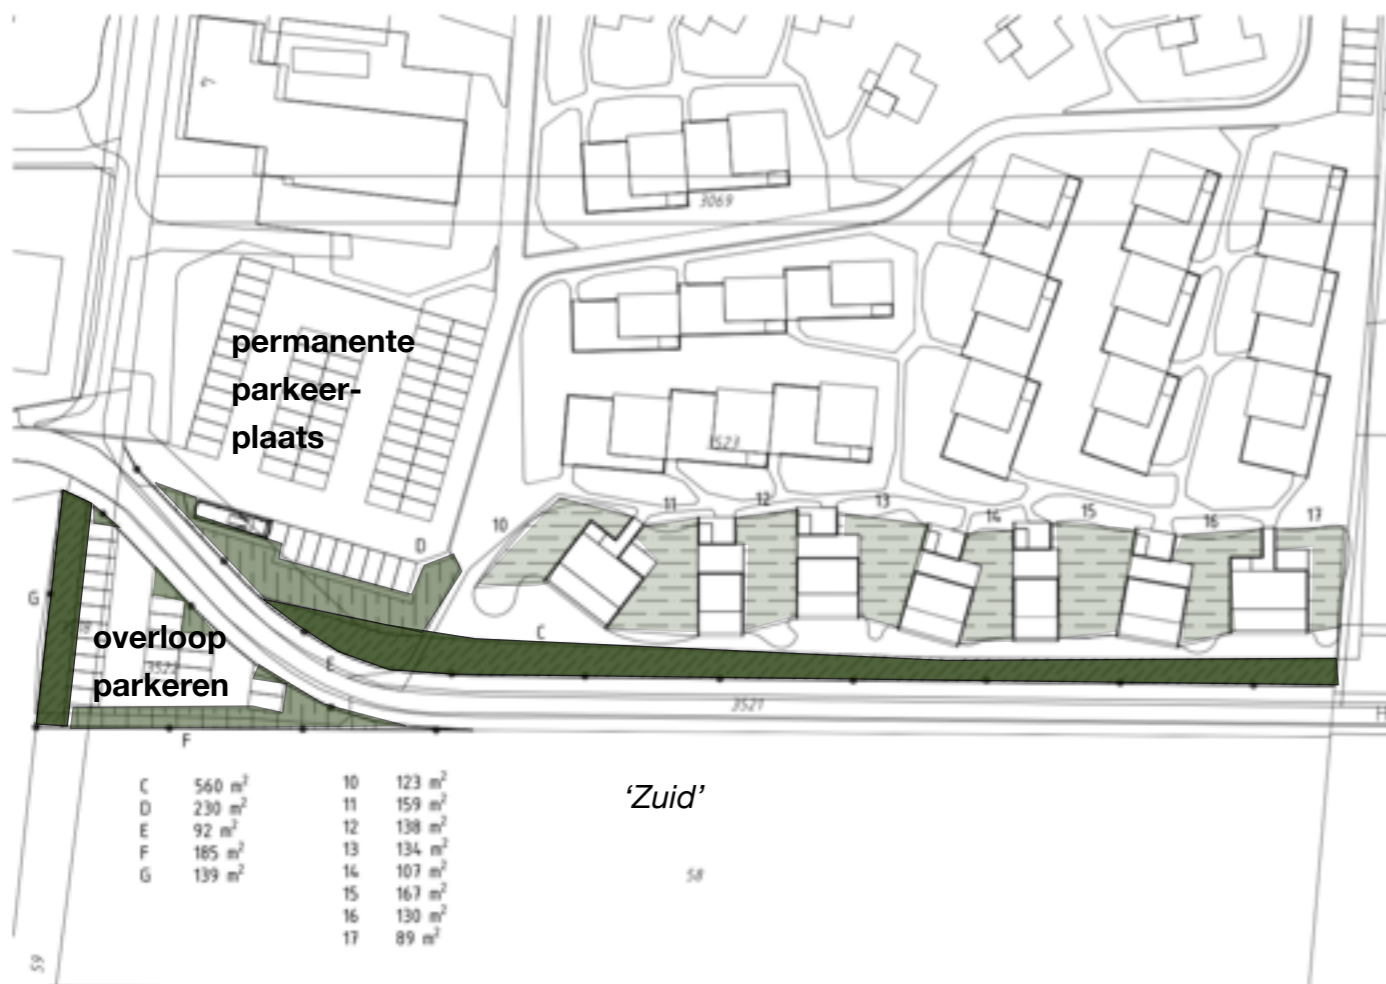 3069
permanente
parkeer-
plaats
3523
10
11
12
13
14
15
16
17
D
G
C
overloop
parkeren
E
3521
F
H
C 560 m²
D 230 m²
E 92 m²
F 185 m²
G 139 m²
10 123 m²
11 159 m²
12 138 m²
13 134 m²
14 107 m²
15 167 m²
16 130 m²
17 89 m²
‘Zuid’
58
59